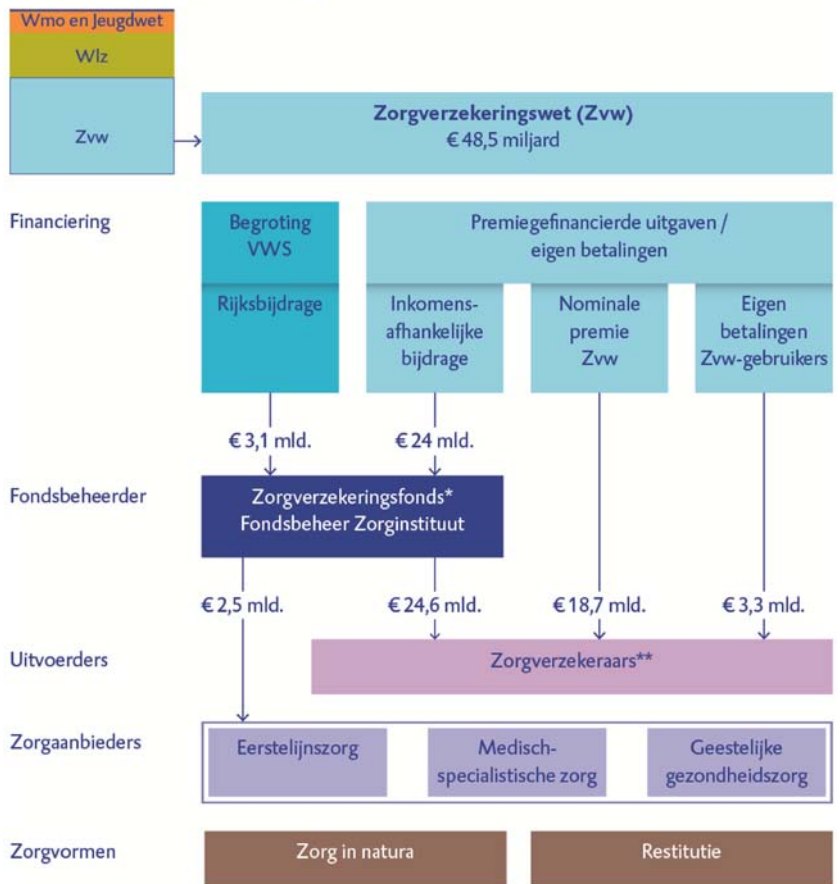 Wmo en Jeugdwet
Wlz
Zvw
Zorgverzekeringswet (Zvw)
€ 48,5 miljard
Financiering
Begroting
VWS
Premiegefinancierde uitgaven /
eigen betalingen
Rijksbijdrage
Inkomens-
afhankelijke
bijdrage
Nominale
premie
Zvw
Eigen
betalingen
Zvw-gebruikers
€ 3,1 mld.
€ 24 mld.
Fondsbeheerder
Zorgverzekeringsfonds*
Fondsbeheer Zorginstituut
€ 2,5 mld.
€ 24,6 mld.
€ 18,7 mld.
€ 3,3 mld.
Uitvoerders
Zorgverzekeraars**
Zorgaanbieders
Eerstelijnszorg
Medisch-
specialistische zorg
Geestelijke
gezondheidszorg
Zorgvormen
Zorg in natura
Restitutie